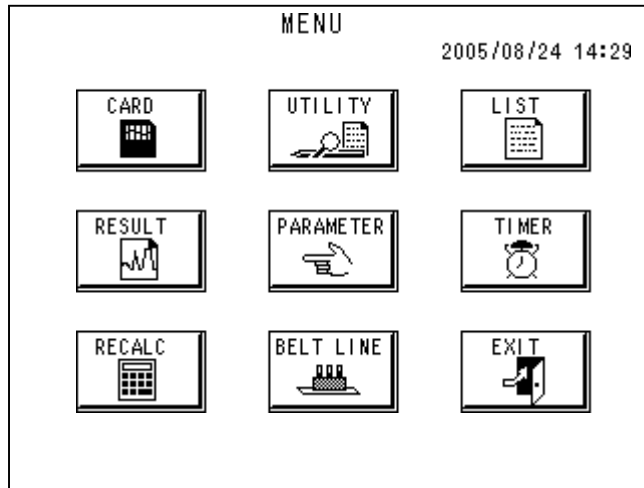 MENU
2005/08/24 14:29
CARD UTILITY LIST
RESULT PARAMETER TIMER
RECALC BELT LINE EXIT